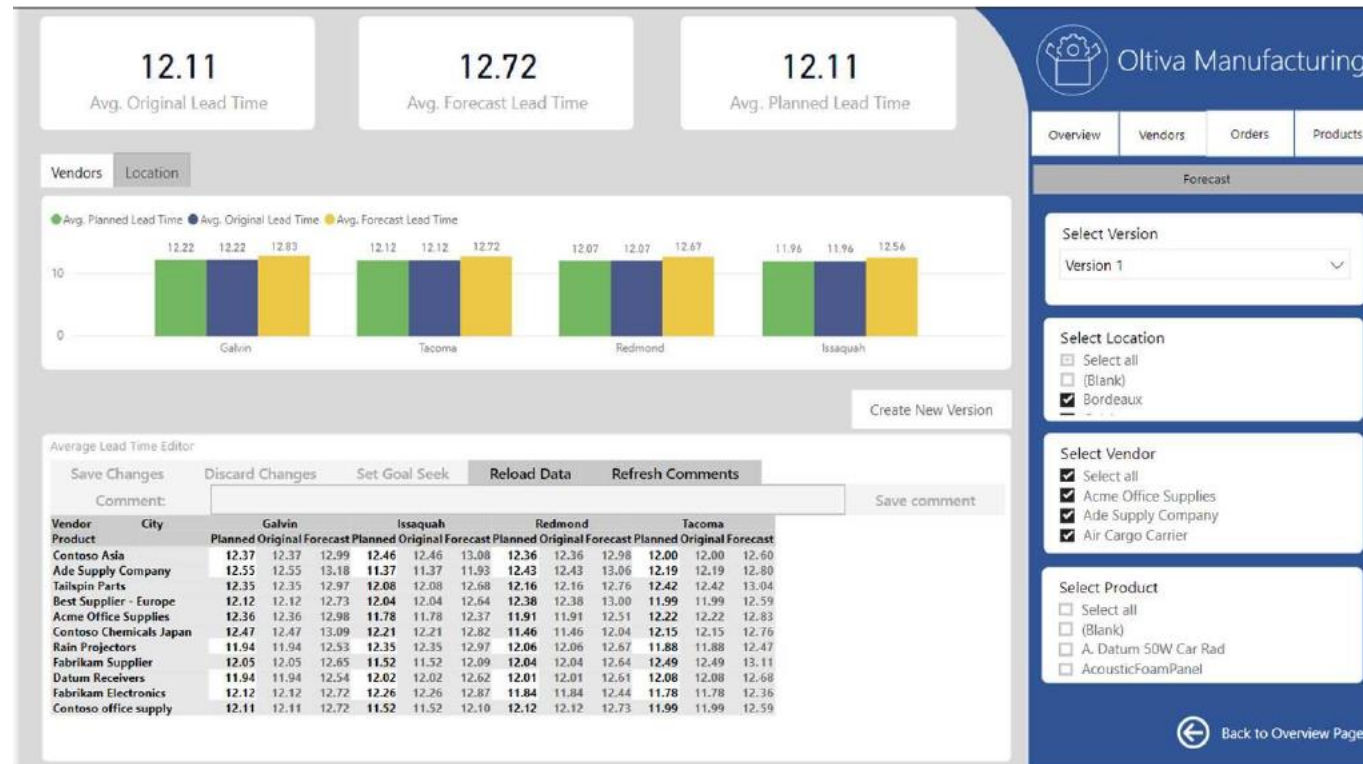 12.11
Avg. Original Lead Time
12.72
Avg. Forecast Lead Time
12.11
Avg. Planned Lead Time
Vendors Location
Avg. Planned Lead Time Avg. Original Lead Time Avg. Forecast Lead Time
12.22 12.22 12.83 12.12 12.12 12.72 12.07 12.07 12.67 11.96 11.96 12.56
10
0
Galvin Tacoma Redmond Issaquah
Create New Version
Average Lead Time Editor
Save Changes Discard Changes Set Goal Seek Reload Data Refresh Comments
Comment: Save comment
Vendor City Galvin Issaquah Redmond Tacoma
Product Planned Original Forecast Planned Original Forecast Planned Original Forecast Planned Original Forecast
Contoso Asia 12.37 12.37 12.99 12.46 12.46 13.08 12.36 12.36 12.98 12.00 12.00 12.60
Ade Supply Company 12.55 12.55 13.18 11.37 11.37 11.93 12.43 12.43 13.06 12.19 12.19 12.80
Tailspin Parts 12.35 12.35 12.97 12.08 12.08 12.68 12.16 12.16 12.76 12.42 12.42 13.04
Best Supplier - Europe 12.12 12.12 12.73 12.04 12.04 12.64 12.38 12.38 13.00 11.99 11.99 12.59
Acme Office Supplies 12.36 12.36 12.98 11.78 11.78 12.37 11.91 11.91 12.51 12.22 12.22 12.83
Contoso Chemicals Japan 12.47 12.47 13.09 12.21 12.21 12.82 11.46 11.46 12.04 12.15 12.15 12.76
Rain Projectors 11.94 11.94 12.53 12.35 12.35 12.97 12.06 12.06 12.67 11.88 11.88 12.47
Fabrikam Supplier 12.05 12.05 12.65 11.52 11.52 12.09 12.04 12.04 12.64 12.49 12.49 13.11
Datum Receivers 11.94 11.94 12.54 12.02 12.02 12.62 12.01 12.01 12.61 12.08 12.08 12.68
Fabrikam Electronics 12.12 12.12 12.72 12.26 12.26 12.87 11.84 11.84 12.44 11.78 11.78 12.36
Contoso office supply 12.11 12.11 12.72 11.52 11.52 12.10 12.12 12.12 12.73 11.99 11.99 12.59
Oltiva Manufacturing
Overview Vendors Orders Products
Forecast
Select Version
Version 1
Select Location
Select all
(Blank)
Bordeaux
Select Vendor
Select all
Acme Office Supplies
Ade Supply Company
Air Cargo Carrier
Select Product
Select all
(Blank)
A. Datum 50W Car Rad
AcousticFoamPanel
Back to Overview Page